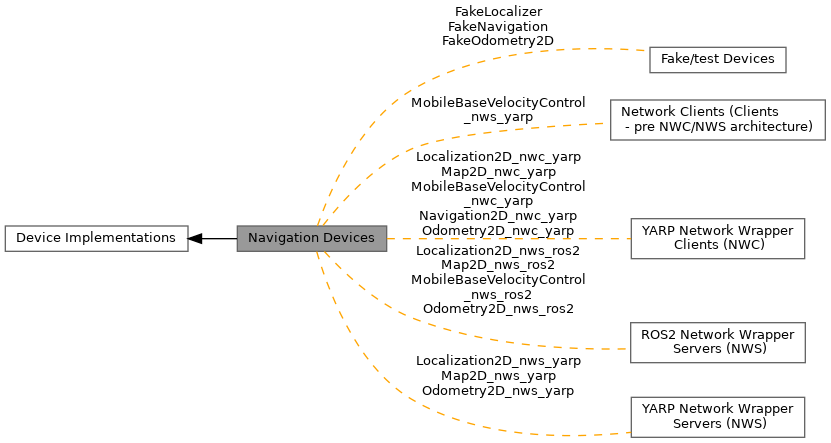 FakeLocalizer
FakeNavigation
FakeOdometry2D
Fake/test Devices
MobileBaseVelocityControl
_nws_yarp
Network Clients (Clients
- pre NWC/NWS architecture)
Localization2D_nwc_yarp
Map2D_nwc_yarp
MobileBaseVelocityControl
_nwc_yarp
Navigation2D_nwc_yarp
Odometry2D_nwc_yarp
YARP Network Wrapper
Clients (NWC)
Device Implementations
Navigation Devices
Localization2D_nws_ros2
Map2D_nws_ros2
MobileBaseVelocityControl
_nws_ros2
Odometry2D_nws_ros2
ROS2 Network Wrapper
Servers (NWS)
Localization2D_nws_yarp
Map2D_nws_yarp
Odometry2D_nws_yarp
YARP Network Wrapper
Servers (NWS)